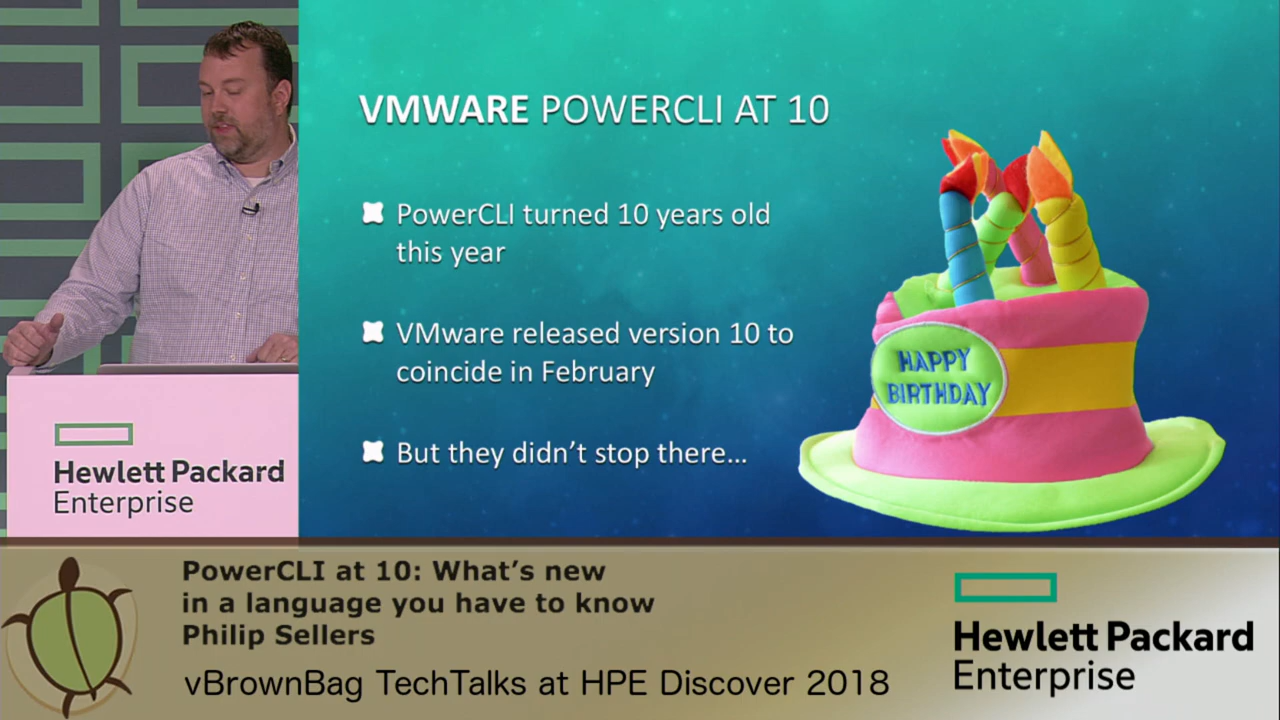 VMWARE POWERCLI AT 10
PowerCLI turned 10 years old
this year
VMware released version 10 to
coincide in February
But they didn't stop there...
HAPPY
BIRTHDAY
Hewlett Packard
Enterprise
PowerCLI at 10: What's new
in a language you have to know
Philip Sellers
vBrownBag TechTalks at HPE Discover 2018
Hewlett Packard
Enterprise